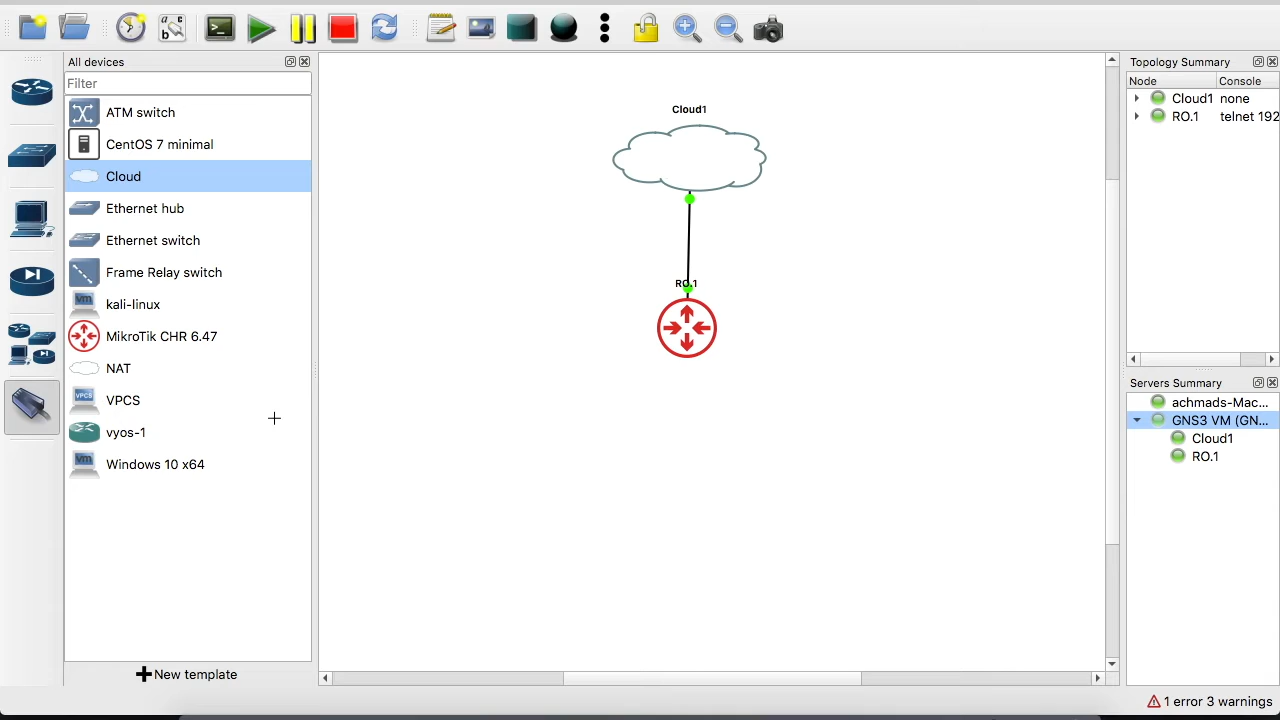 All devices
Filter
ATM switch
CentOS 7 minimal
Cloud
Ethernet hub
Ethernet switch
Frame Relay switch
vm
kali-linux
MikroTik CHR 6.47
NAT
VPCS
VPCS
vyos-1
vm
Windows 10 x64
New template
Cloud1
RO.1
Topology Summary
Node Console
Cloud1 none
RO.1 telnet 192
Servers Summary
achmads-Mac...
GNS3 VM (GN...
Cloud1
RO.1
1 error 3 warnings